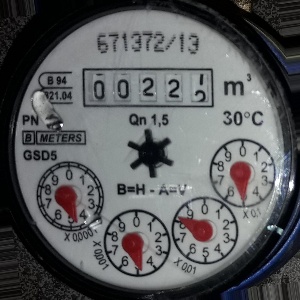 671372/13
B 94
0022
m³
PN
Qn 1,5
30°C
B METERS
GSD5
B=H - A=V
X 0,1
X 0,01
X 0,001
X 0,0001